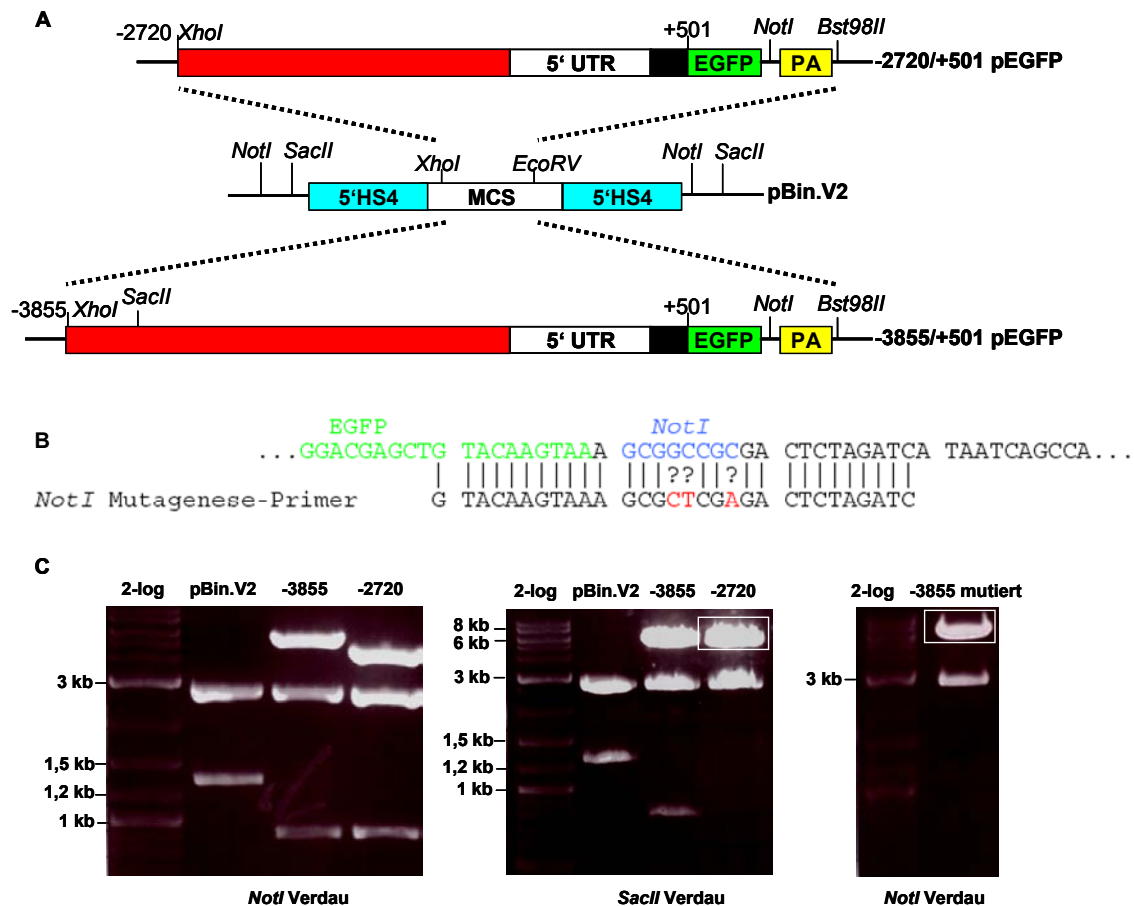 A
-2720 XhoI +501 NotI Bst98II
5‘ UTR EGFP PA -2720/+501 pEGFP
NotI SacII XhoI EcoRV NotI SacII
5‘HS4 MCS 5‘HS4 pBin.V2
-3855 XhoI SacII +501 NotI Bst98II
5‘ UTR EGFP PA -3855/+501 pEGFP
B
EGFP NotI
...GGACGAGCTG TACAAGTAAA GCGGCCGCGA CTCTAGATCA TAATCAGCCA...
| |||||||||| |||??||?|| ||||||||||
NotI Mutagenese-Primer G TACAAGTAAA GCGCTCGAGA CTCTAGATC
C
2-log pBin.V2 -3855 -2720
3 kb
1,5 kb
1,2 kb
1 kb
NotI Verdau
2-log pBin.V2 -3855 -2720
8 kb
6 kb
3 kb
1,5 kb
1,2 kb
1 kb
SacII Verdau
2-log -3855 mutiert
3 kb
NotI Verdau